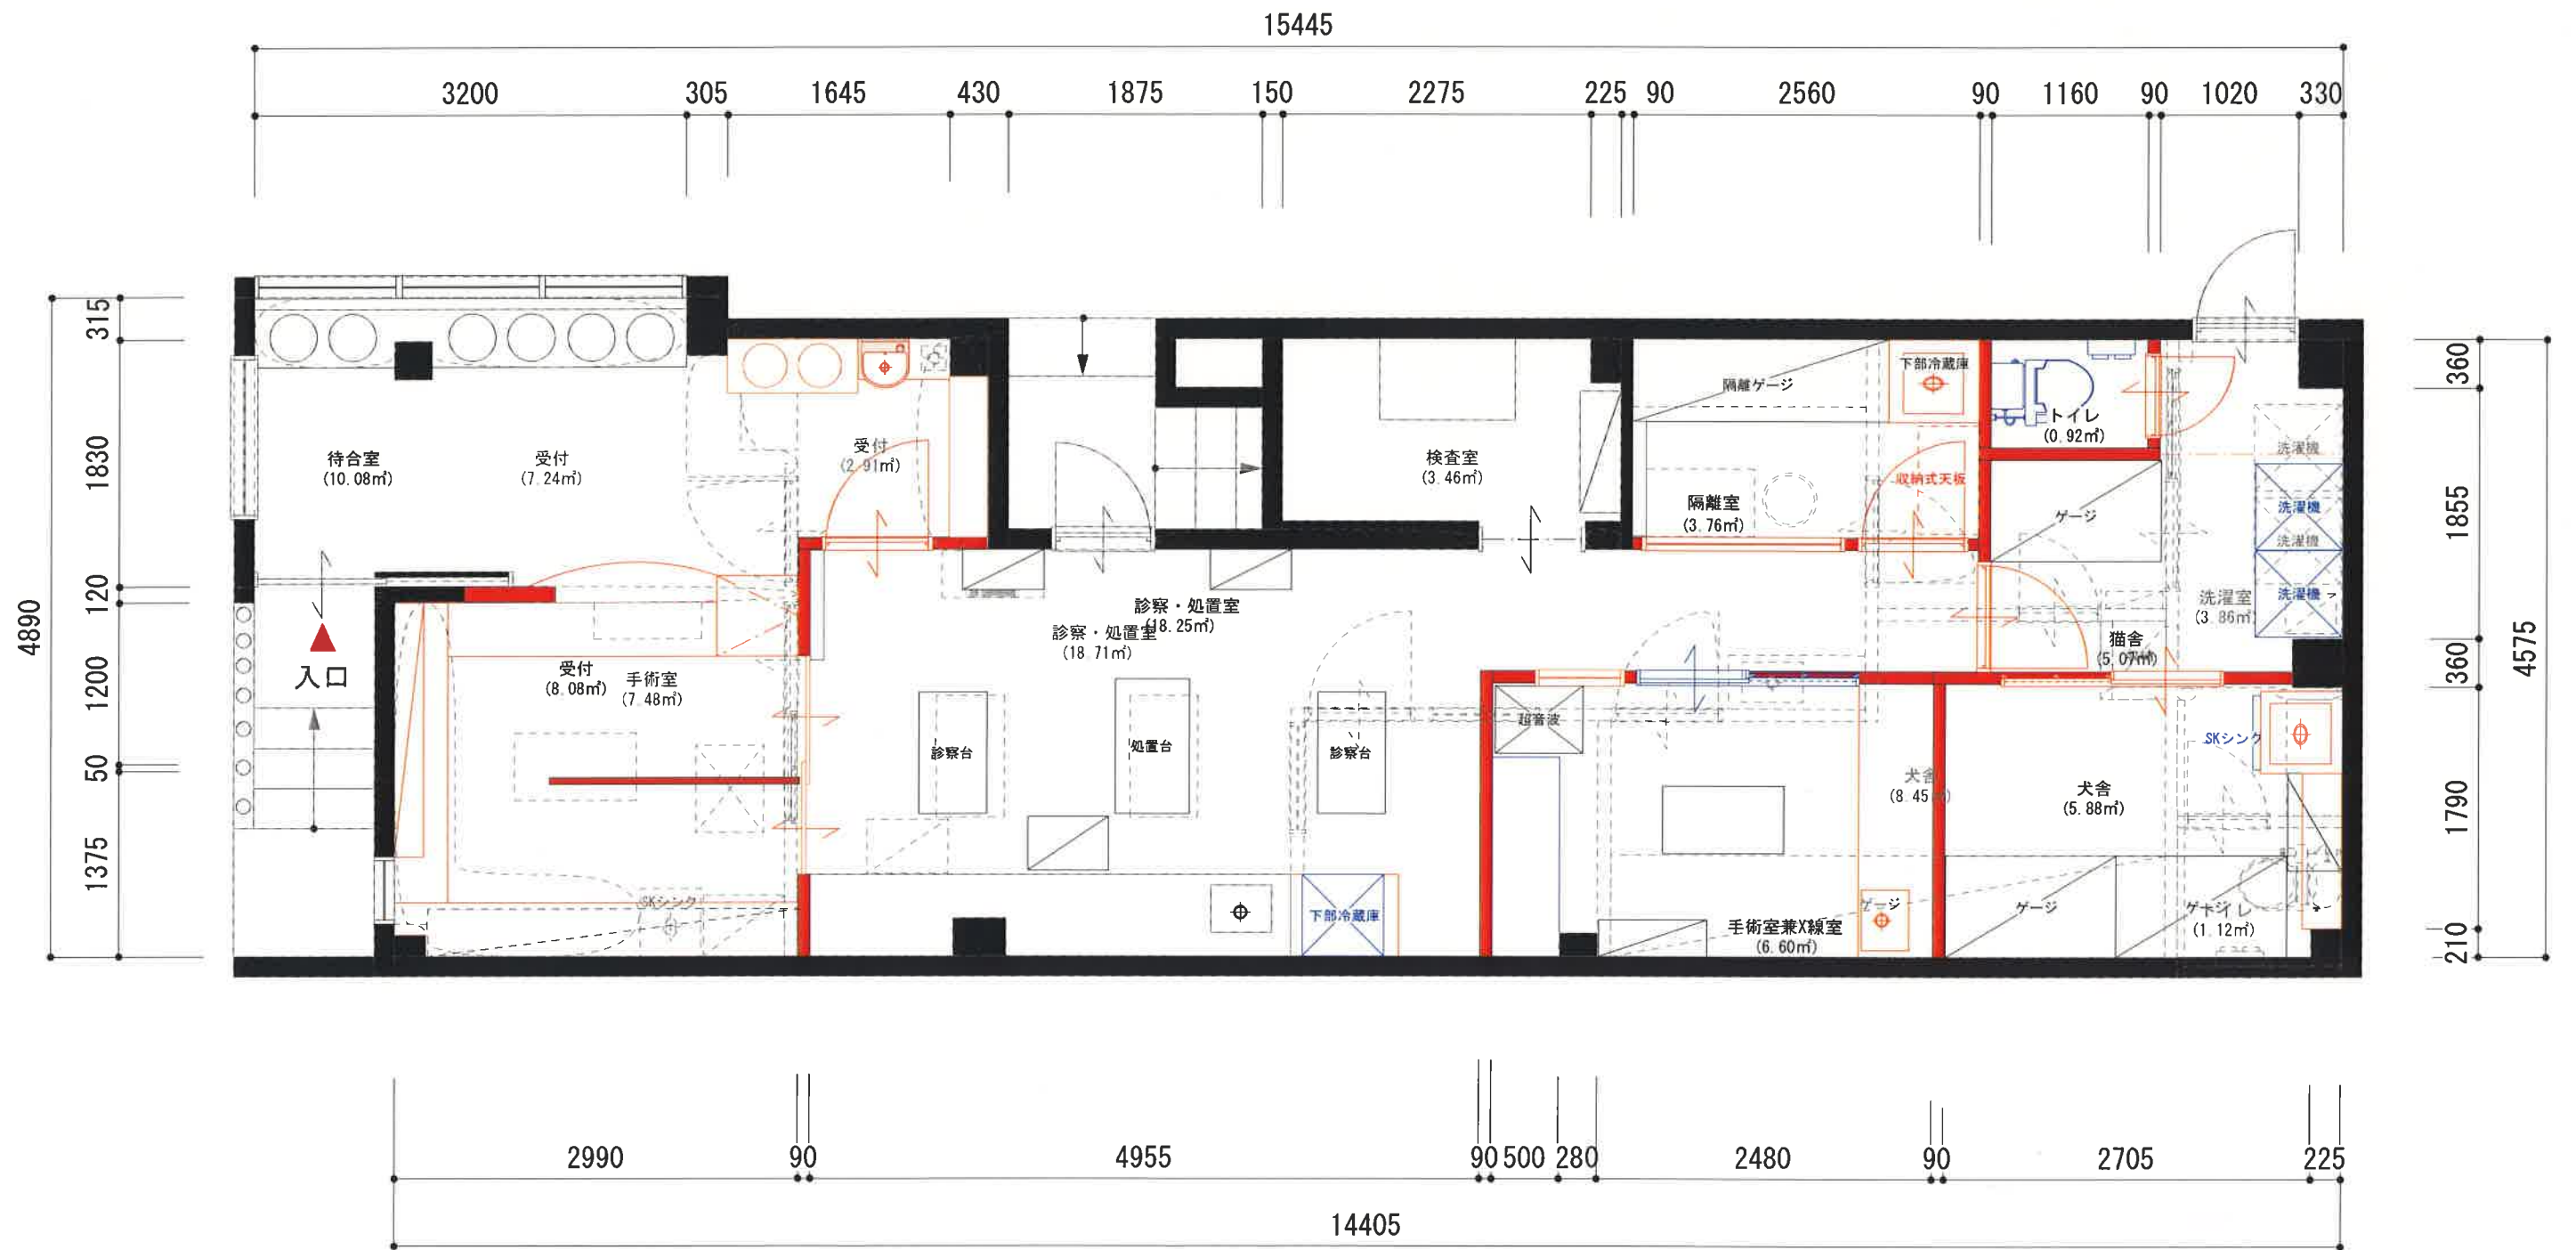 15445
3200 305 1645 430 1875 150 2275 225 90 2560 90 1160 90 1020 330
4890
315
1830
120
1200
50
1375
360
1855
360
1790
210
4575
待合室
(10.08㎡)
受付
(7.24㎡)
受付
(2.91㎡)
検査室
(3.46㎡)
隔離ゲージ
下部冷蔵庫
隔離室
(3.76㎡)
収納式天板
トイレ
(0.92㎡)
ゲージ
洗濯機
洗濯機
洗濯機
洗濯機
洗濯室
(3.86㎡)
猫舎
(5.07㎡)
入口
受付
(8.08㎡)
手術室
(7.48㎡)
診察・処置室
(18.25㎡)
診察・処置室
(18.71㎡)
診察台
処置台
診察台
超音波
SKシンク
犬舎
(8.45㎡)
犬舎
(5.88㎡)
SKシンク
下部冷蔵庫
手術室兼X線室
(6.60㎡)
ゲージ
ゲージ
トイレ
(1.12㎡)
2990 90 4955 90 500 280 2480 90 2705 225
14405